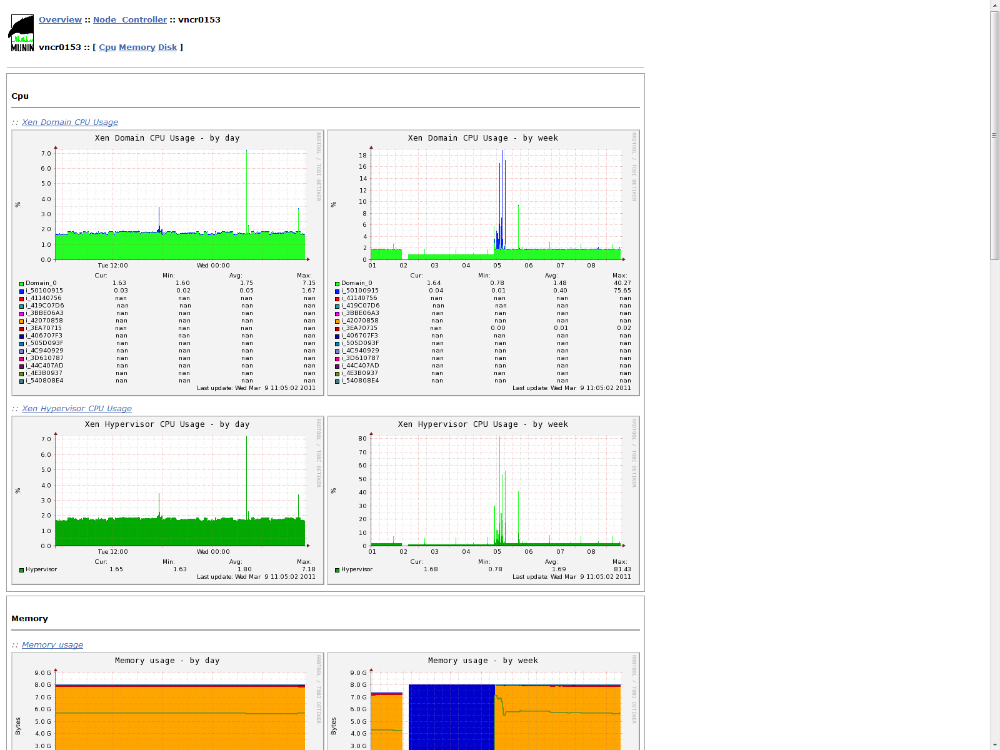 Overview :: Node_Controller :: vncr0153
MUNIN
vncr0153 :: [ Cpu Memory Disk ]
Cpu
:: Xen Domain CPU Usage
Xen Domain CPU Usage - by day
RRDTOOL / TOBI OETIKER
%
7.0
6.0
5.0
4.0
3.0
2.0
1.0
0.0
Tue 12:00 Wed 00:00
Cur: Min: Avg: Max:
Domain_0 1.63 1.60 1.75 7.15
i_50100915 0.03 0.02 0.05 1.67
i_41140756 nan nan nan nan
i_419C07D6 nan nan nan nan
i_3BBE06A3 nan nan nan nan
i_42070858 nan nan nan nan
i_3EA70715 nan nan nan nan
i_406707F3 nan nan nan nan
i_505D093F nan nan nan nan
i_4C940929 nan nan nan nan
i_3D610787 nan nan nan nan
i_44C407AD nan nan nan nan
i_4E3B0937 nan nan nan nan
i_540808E4 nan nan nan nan
Last update: Wed Mar 9 11:05:02 2011
Xen Domain CPU Usage - by week
RRDTOOL / TOBI OETIKER
%
18
16
14
12
10
8
6
4
2
0
01 02 03 04 05 06 07 08
Cur: Min: Avg: Max:
Domain_0 1.64 0.78 1.48 40.27
i_50100915 0.04 0.01 0.40 75.65
i_41140756 nan nan nan nan
i_419C07D6 nan nan nan nan
i_3BBE06A3 nan nan nan nan
i_42070858 nan nan nan nan
i_3EA70715 nan 0.00 0.01 0.02
i_406707F3 nan nan nan nan
i_505D093F nan nan nan nan
i_4C940929 nan nan nan nan
i_3D610787 nan nan nan nan
i_44C407AD nan nan nan nan
i_4E3B0937 nan nan nan nan
i_540808E4 nan nan nan nan
Last update: Wed Mar 9 11:05:02 2011
:: Xen Hypervisor CPU Usage
Xen Hypervisor CPU Usage - by day
RRDTOOL / TOBI OETIKER
%
7.0
6.0
5.0
4.0
3.0
2.0
1.0
0.0
Tue 12:00 Wed 00:00
Cur: Min: Avg: Max:
Hypervisor 1.65 1.63 1.80 7.18
Last update: Wed Mar 9 11:05:02 2011
Xen Hypervisor CPU Usage - by week
RRDTOOL / TOBI OETIKER
%
80
70
60
50
40
30
20
10
0
01 02 03 04 05 06 07 08
Cur: Min: Avg: Max:
Hypervisor 1.68 0.78 1.69 81.43
Last update: Wed Mar 9 11:05:02 2011
Memory
:: Memory usage
Memory usage - by day
RRDTOOL / TOBI OETIKER
Bytes
9.0 G
8.0 G
7.0 G
6.0 G
5.0 G
4.0 G
3.0 G
Memory usage - by week
RRDTOOL / TOBI OETIKER
Bytes
9.0 G
8.0 G
7.0 G
6.0 G
5.0 G
4.0 G
3.0 G